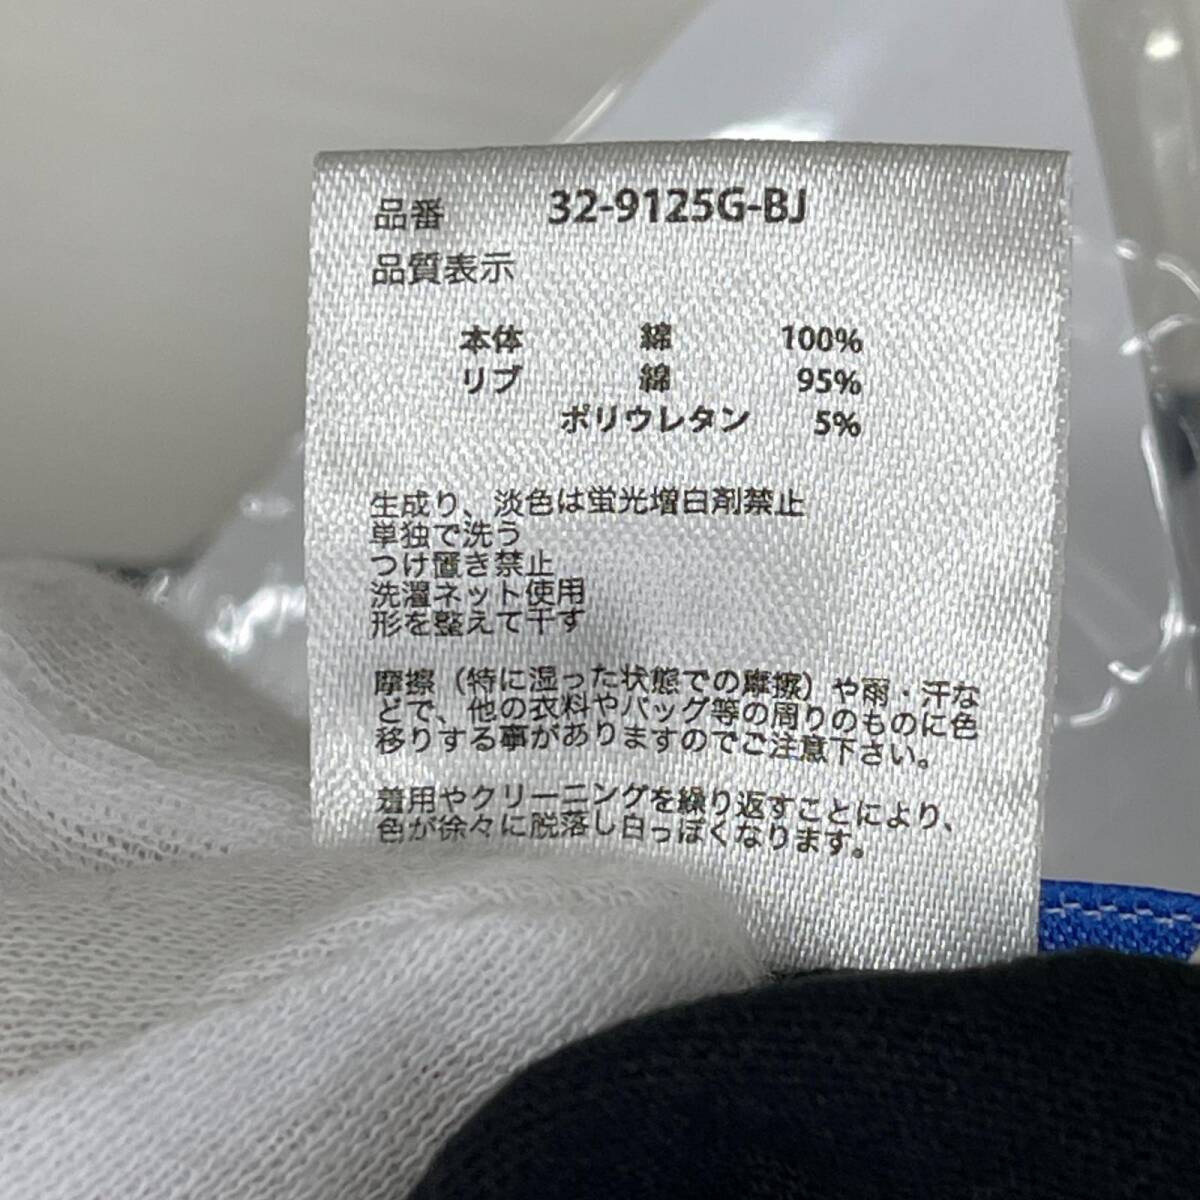 品番 32-9125G-BJ
品質表示
本体 綿 100%
リブ 綿 95%
ポリウレタン 5%
生成り、淡色は蛍光増白剤禁止
単独で洗う
つけ置き禁止
洗濯ネット使用
形を整えて干す
摩擦（特に湿った状態での摩擦）や雨・汗な
どで、他の衣料やバッグ等の周りのものに色
移りする事がありますのでご注意下さい。
着用やクリーニングを繰り返すことにより、
色が徐々に脱落し白っぽくなります。